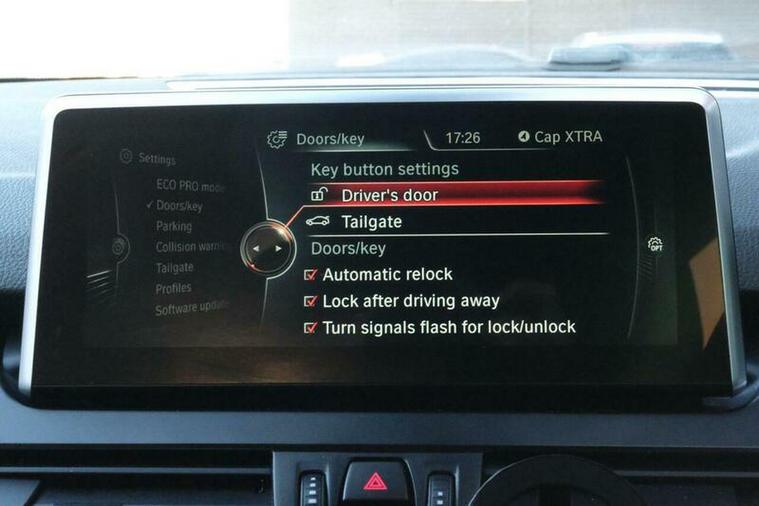 Doors/key 17:26 Cap XTRA
Settings
ECO PRO mode
Doors/key
Parking
Collision warning
Tailgate
Profiles
Software update
Key button settings
Driver's door
Tailgate
Doors/key
Automatic relock
Lock after driving away
Turn signals flash for lock/unlock
OPT